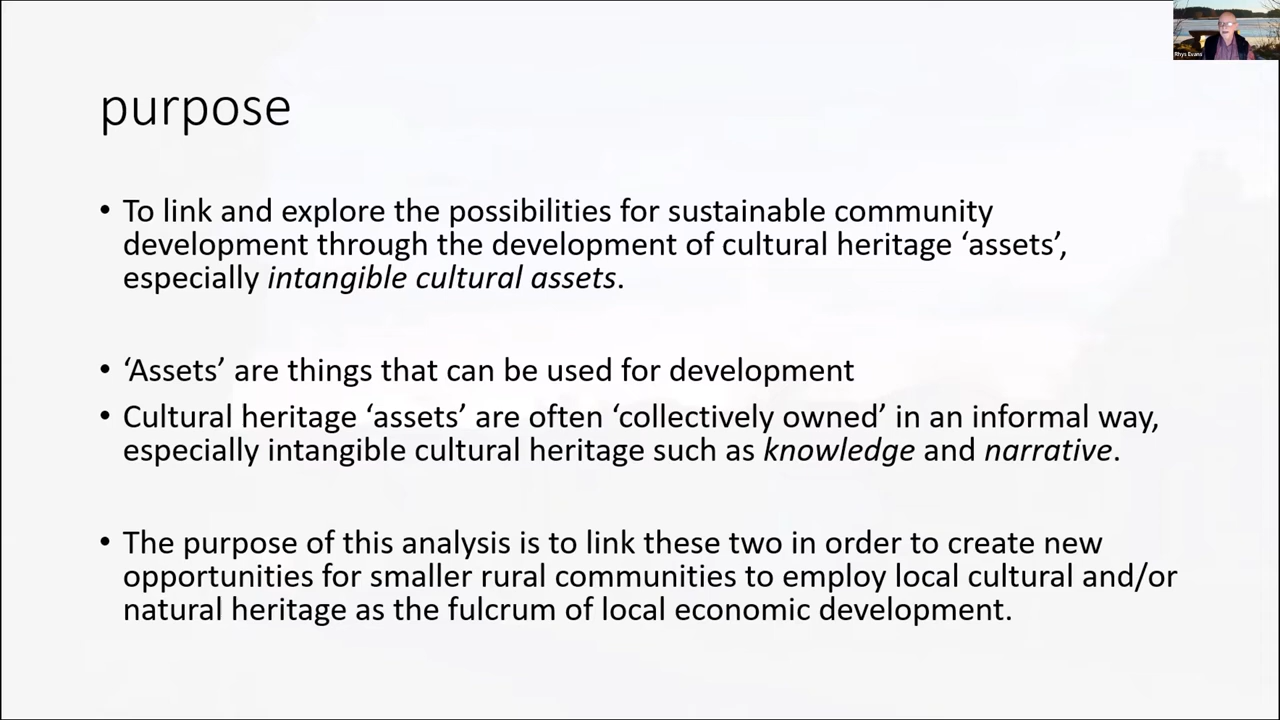 Rhys Evans
purpose
• To link and explore the possibilities for sustainable community
development through the development of cultural heritage ‘assets’,
especially intangible cultural assets.
• ‘Assets’ are things that can be used for development
• Cultural heritage ‘assets’ are often ‘collectively owned’ in an informal way,
especially intangible cultural heritage such as knowledge and narrative.
• The purpose of this analysis is to link these two in order to create new
opportunities for smaller rural communities to employ local cultural and/or
natural heritage as the fulcrum of local economic development.